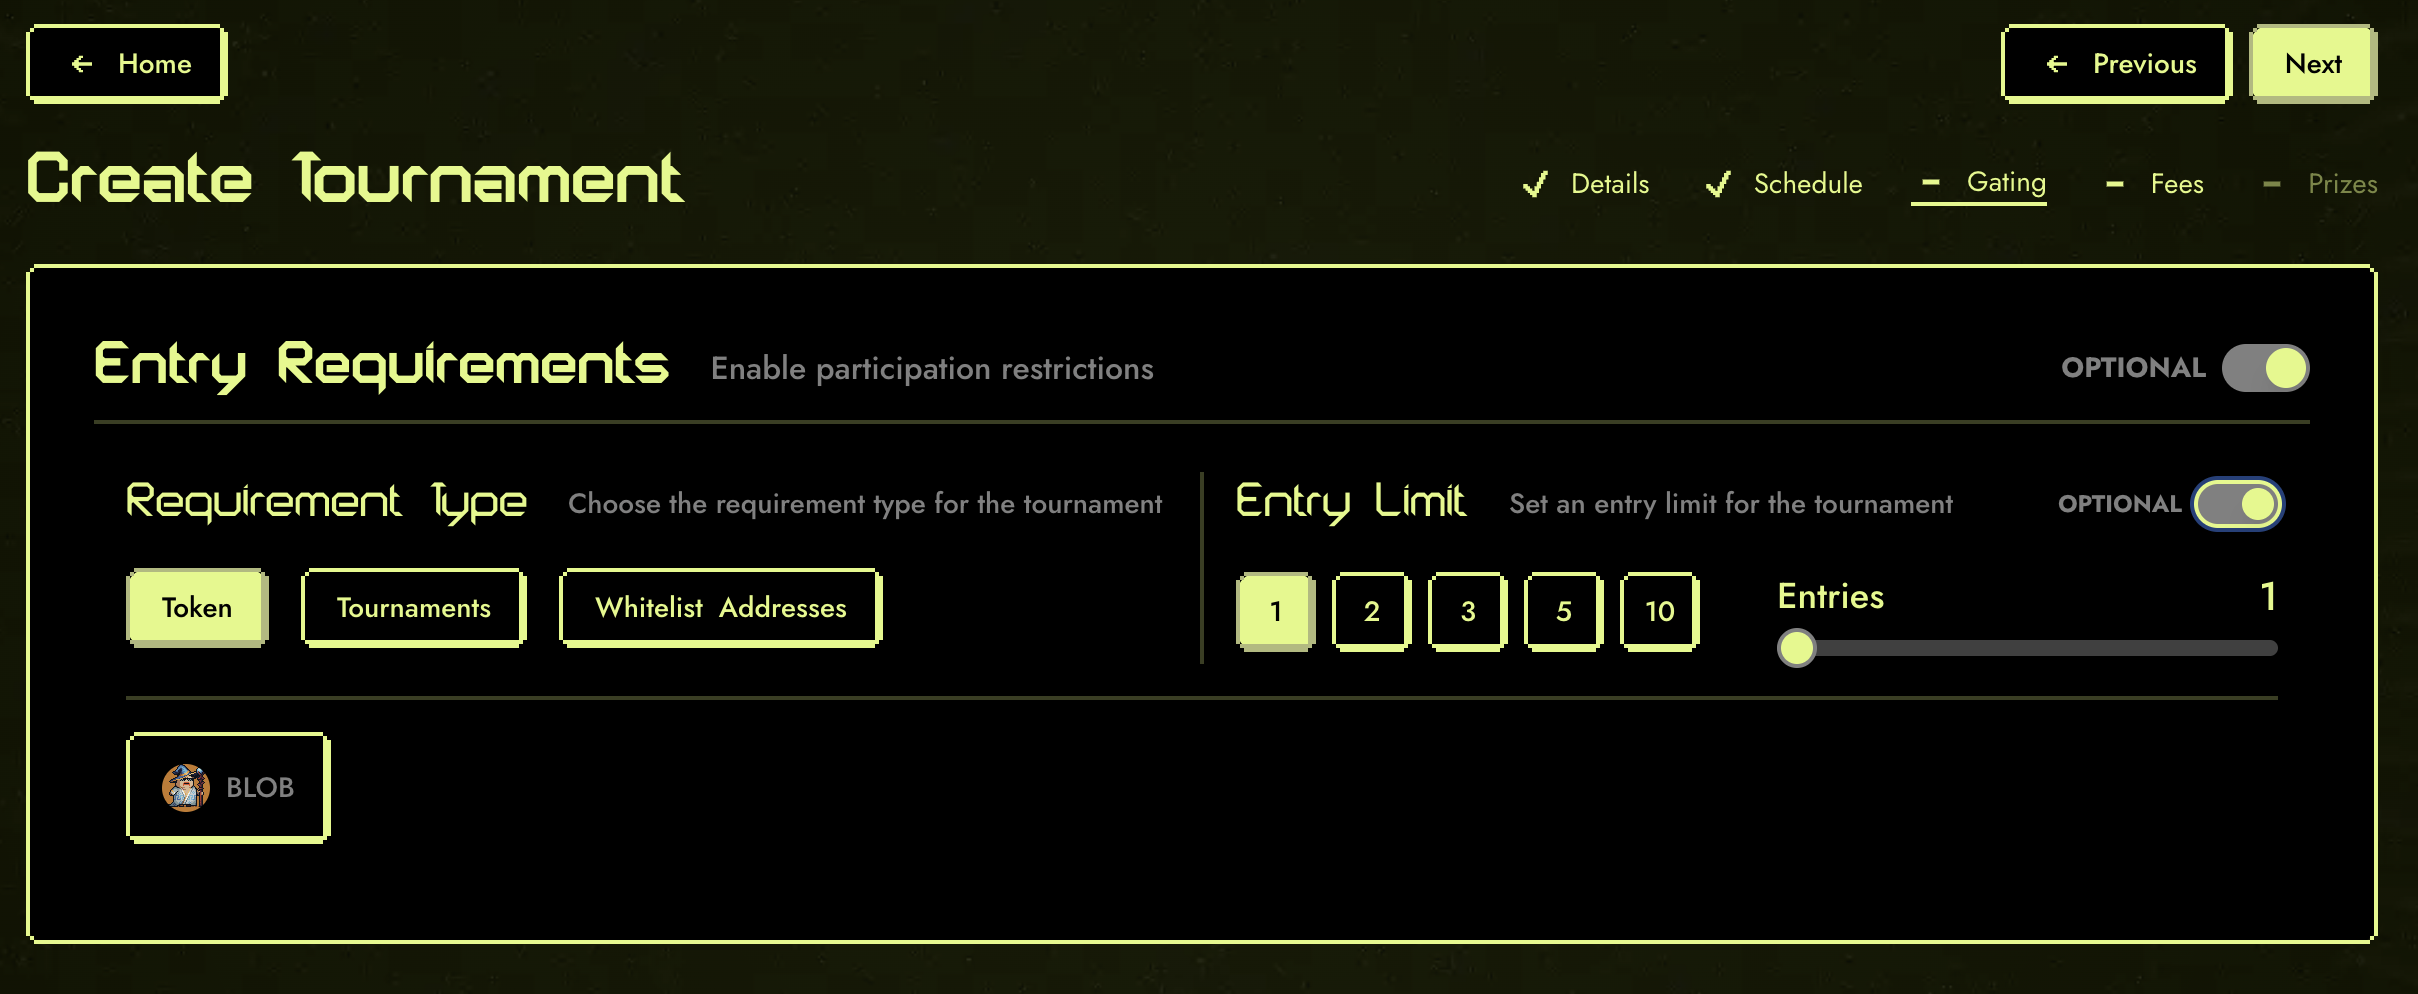 Home
Previous
Next
Create Tournament
Details
Schedule
Gating
Fees
Prizes
Entry Requirements
Enable participation restrictions
OPTIONAL
Requirement Type
Choose the requirement type for the tournament
Token
Tournaments
Whitelist Addresses
Entry Limit
Set an entry limit for the tournament
OPTIONAL
1
2
3
5
10
Entries
1
BLOB